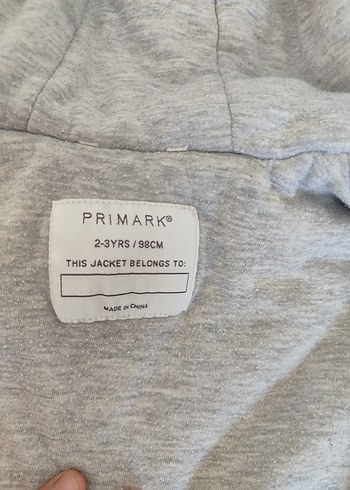 PRIMARK®
2-3YRS / 98CM
THIS JACKET BELONGS TO:
MADE IN CHINA